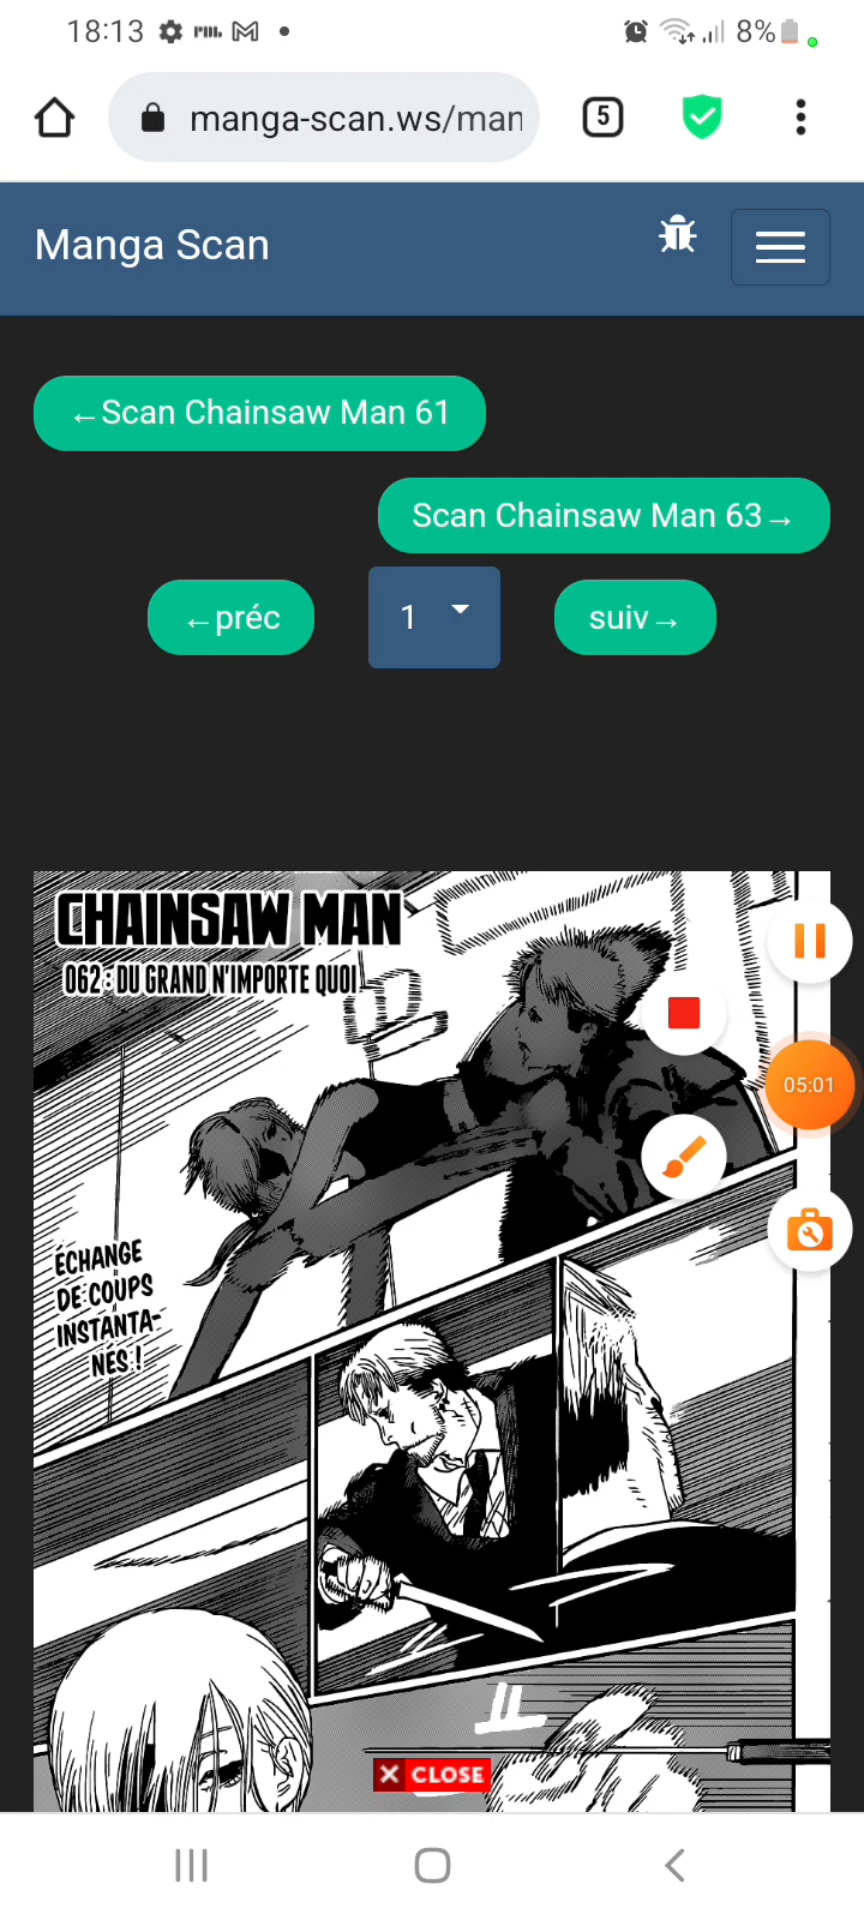 18:13
8%
manga-scan.ws/man
5
Manga Scan
←Scan Chainsaw Man 61
Scan Chainsaw Man 63→
←préc
1
suiv→
CHAINSAW MAN
062 : DU GRAND N'IMPORTE QUOI
05:01
ÉCHANGE
DE COUPS
INSTANTA-
NÉS !
X CLOSE